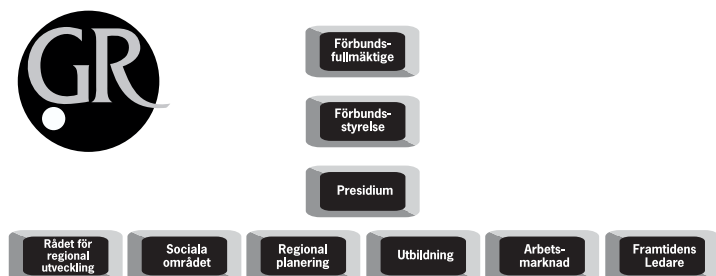 GR
Förbunds-
fullmäktige
Förbunds-
styrelse
Presidium
Rådet för
regional
utveckling
Sociala
området
Regional
planering
Utbildning
Arbets-
marknad
Framtidens
Ledare